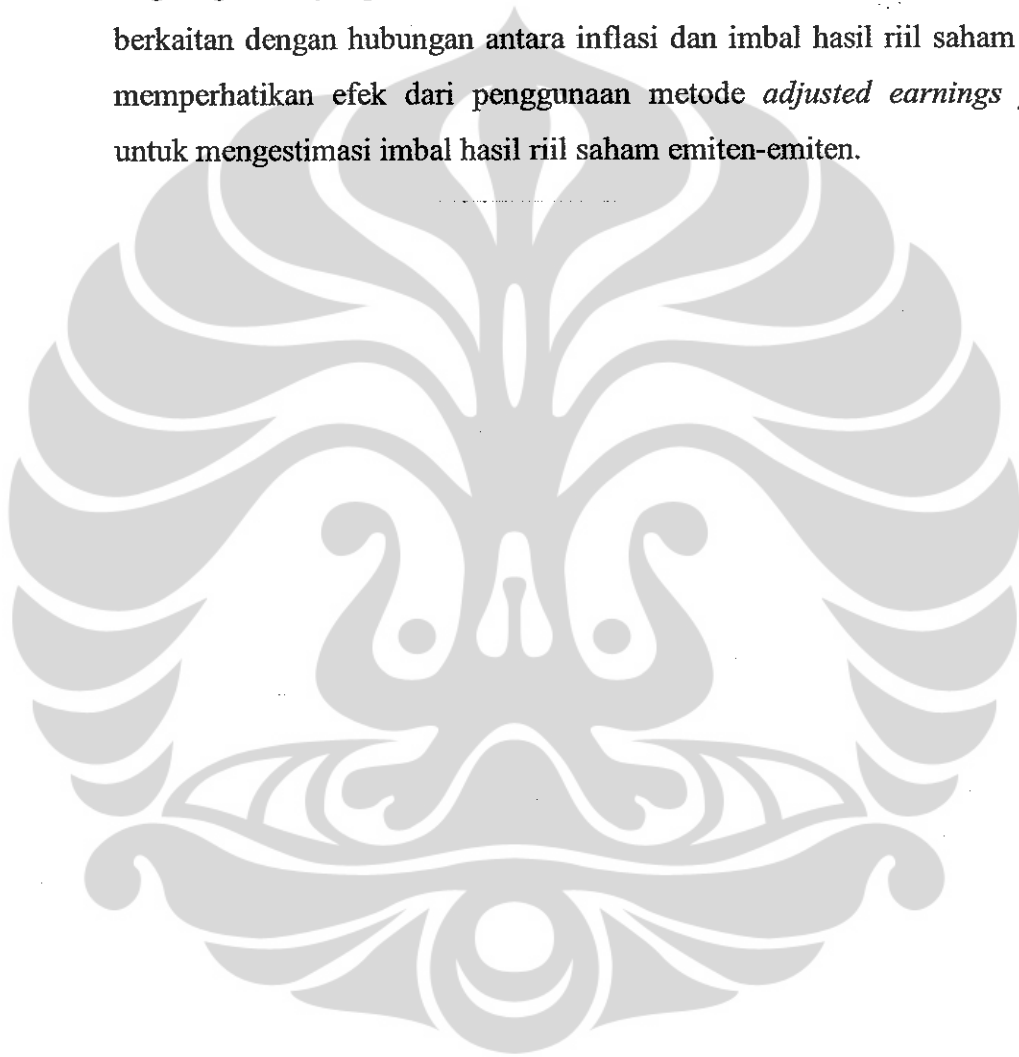 berkaitan dengan hubungan antara inflasi dan imbal hasil riil saham
memperhatikan efek dari penggunaan metode adjusted earnings
untuk mengestimasi imbal hasil riil saham emiten-emiten.